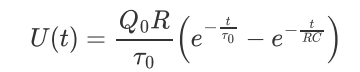 U(t) = \frac{Q_0 R}{\tau_0} \left( e^{-\frac{t}{\tau_0}} - e^{-\frac{t}{RC}} \right)